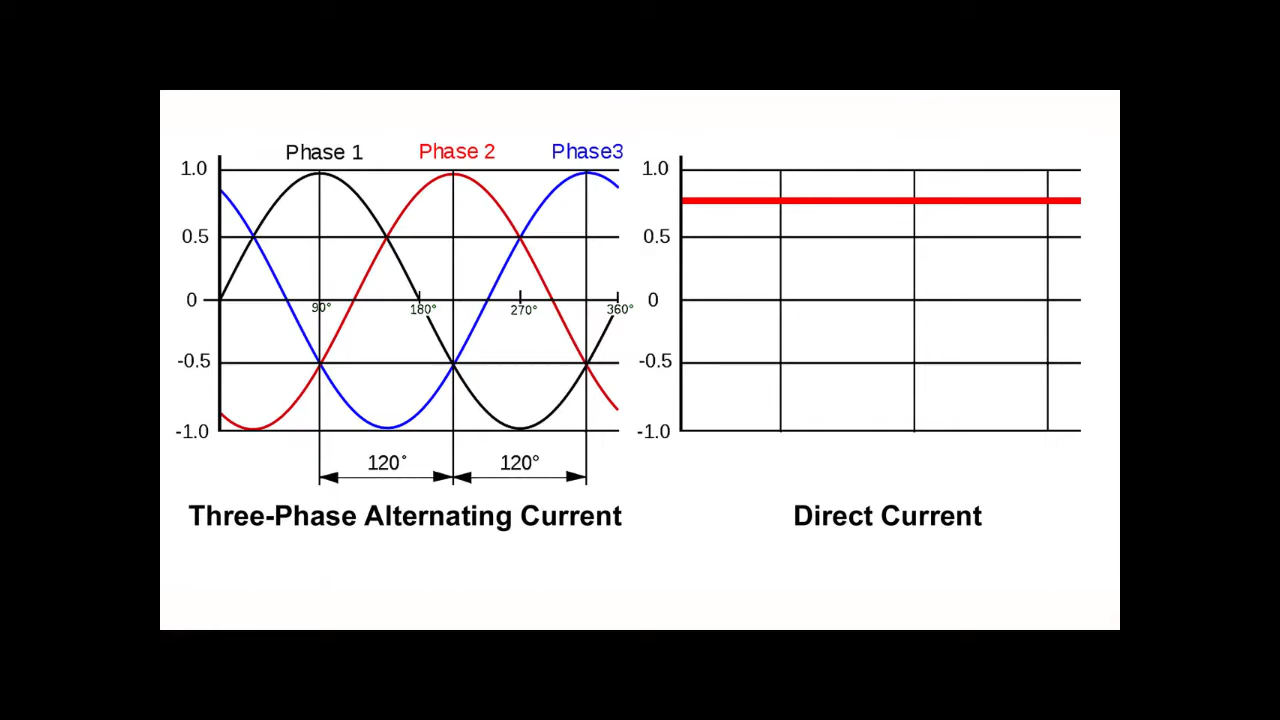 Phase 1 Phase 2 Phase3
1.0
0.5
0
-0.5
-1.0
90° 180° 270° 360°
120° 120°
Three-Phase Alternating Current
1.0
0.5
0
-0.5
-1.0
Direct Current